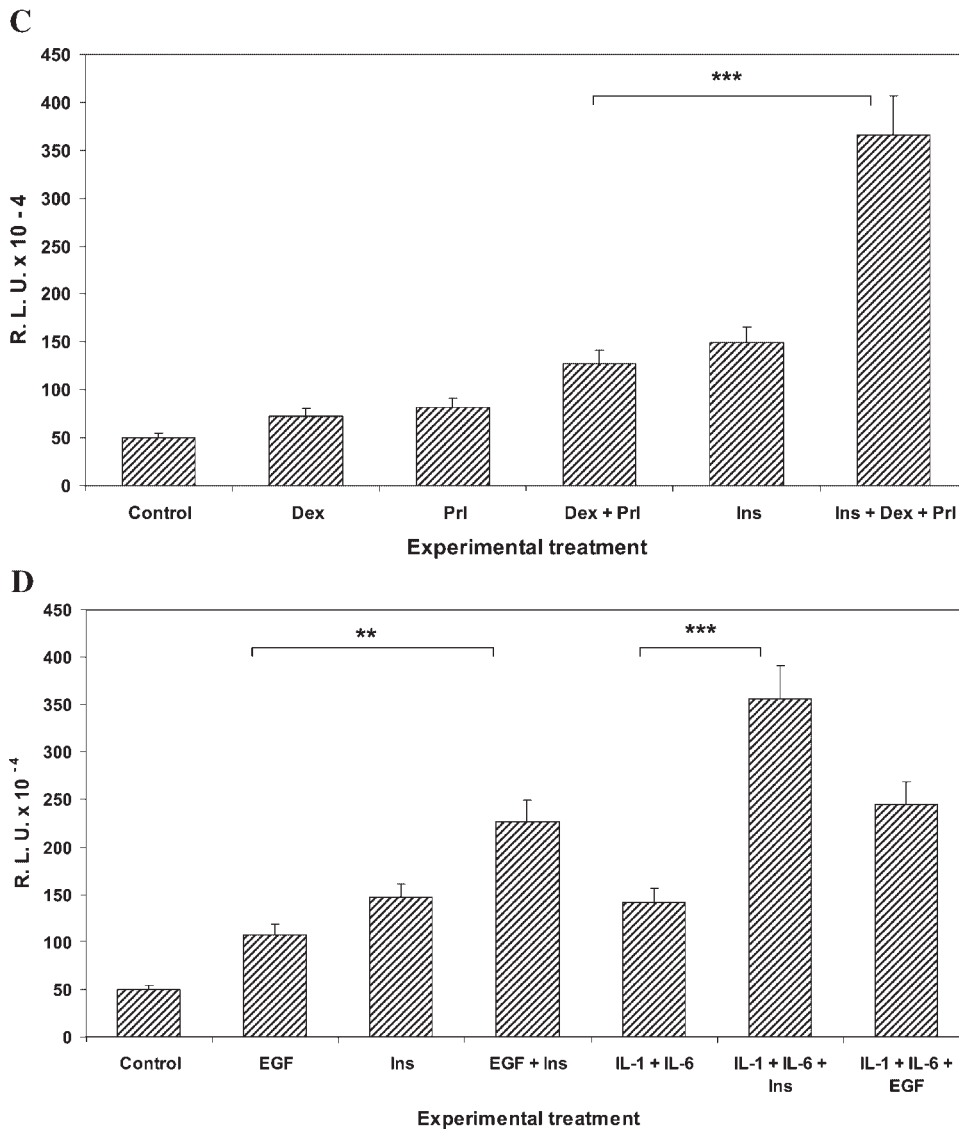 C
R. L. U. x 10 - 4
450
400
350
300
250
200
150
100
50
0
***
Control Dex Prl Dex + Prl Ins Ins + Dex + Prl
Experimental treatment
D
R. L. U. x 10 -4
450
400
350
300
250
200
150
100
50
0
** ***
Control EGF Ins EGF + Ins IL-1 + IL-6 IL-1 + IL-6 + IL-1 + IL-6 +
Ins EGF
Experimental treatment